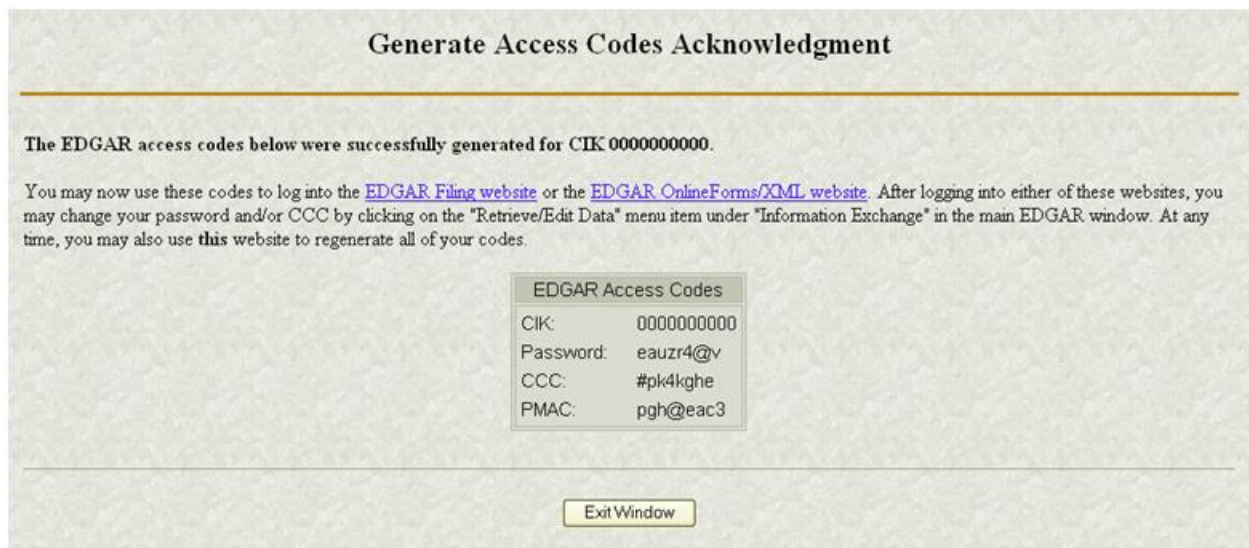 Generate Access Codes Acknowledgment
The EDGAR access codes below were successfully generated for CIK 0000000000.
You may now use these codes to log into the EDGAR Filing website or the EDGAR OnlineForms/XML website. After logging into either of these websites, you
may change your password and/or CCC by clicking on the "Retrieve/Edit Data" menu item under "Information Exchange" in the main EDGAR window. At any
time, you may also use this website to regenerate all of your codes.
EDGAR Access Codes
CIK: 0000000000
Password: eauzr4@v
CCC: #pk4kghe
PMAC: pgh@eac3
Exit Window